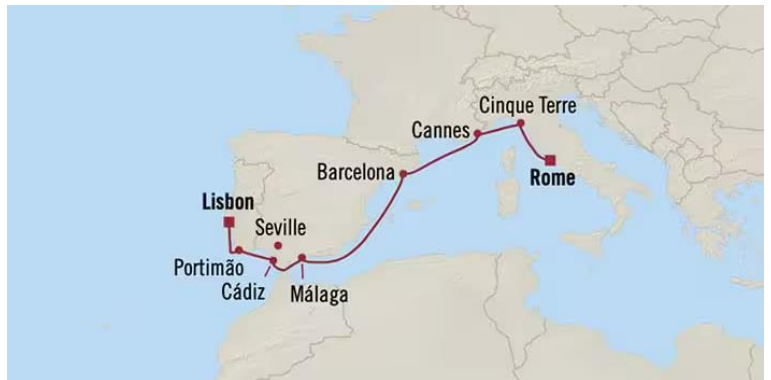 Cinque Terre
Cannes
Barcelona
Rome
Lisbon
Seville
Portimão
Cádiz
Málaga